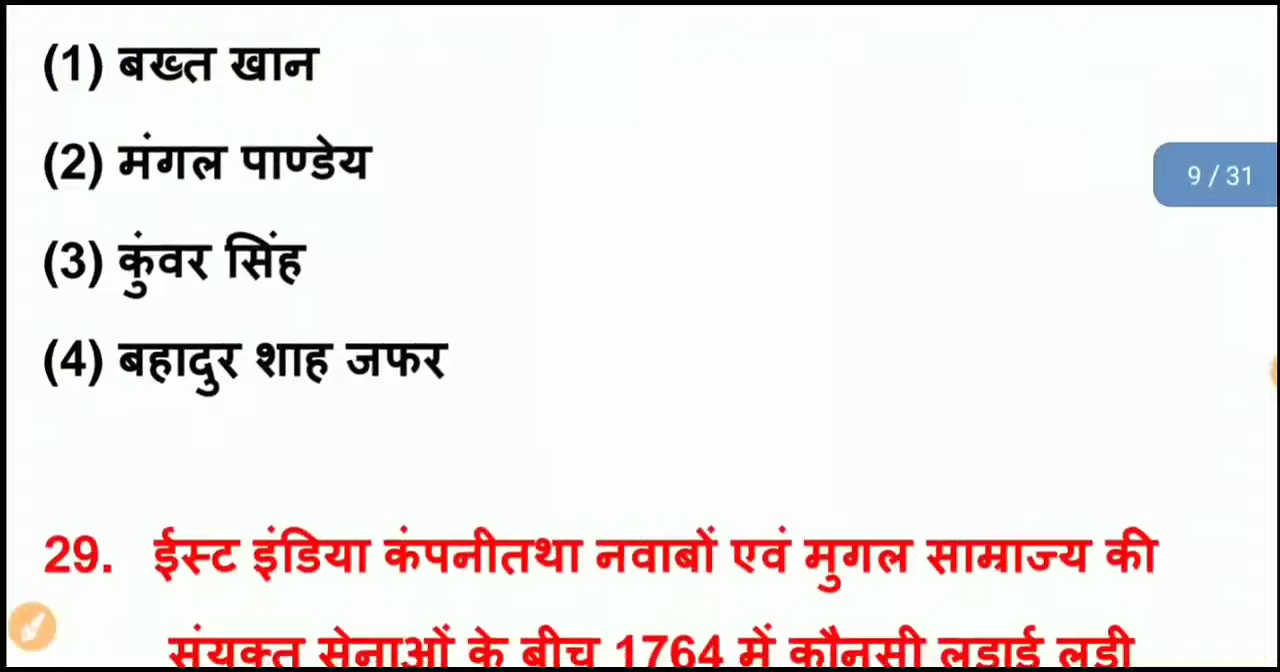 (1) बख्त खान
(2) मंगल पाण्डेय
9 / 31
(3) कुंवर सिंह
(4) बहादुर शाह जफर
29. ईस्ट इंडिया कंपनीतथा नवाबों एवं मुगल साम्राज्य की
संयुक्त सेनाओं के बीच 1764 में कौनसी लड़ाई लड़ी